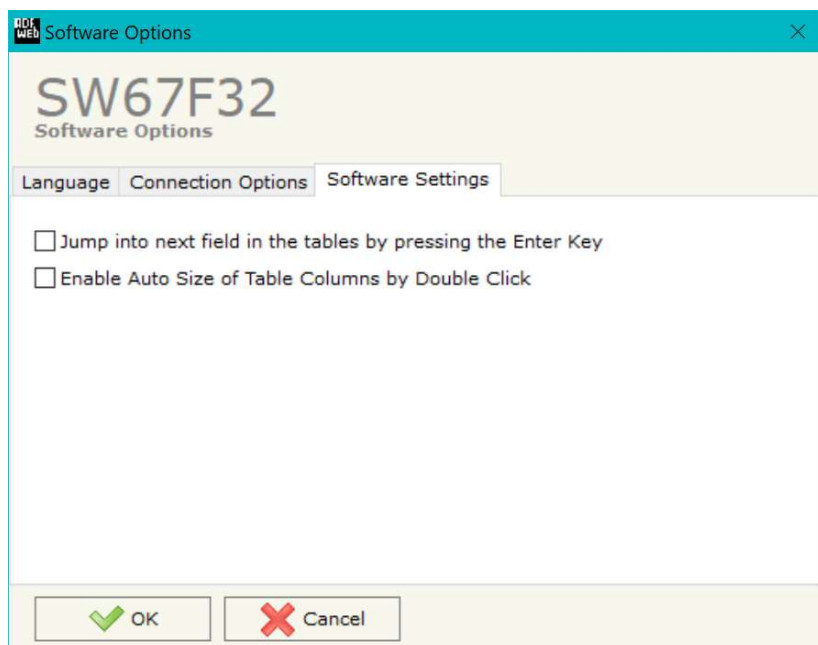 ADF
WEB Software Options
SW67F32
Software Options
Language Connection Options Software Settings
Jump into next field in the tables by pressing the Enter Key
Enable Auto Size of Table Columns by Double Click
OK Cancel